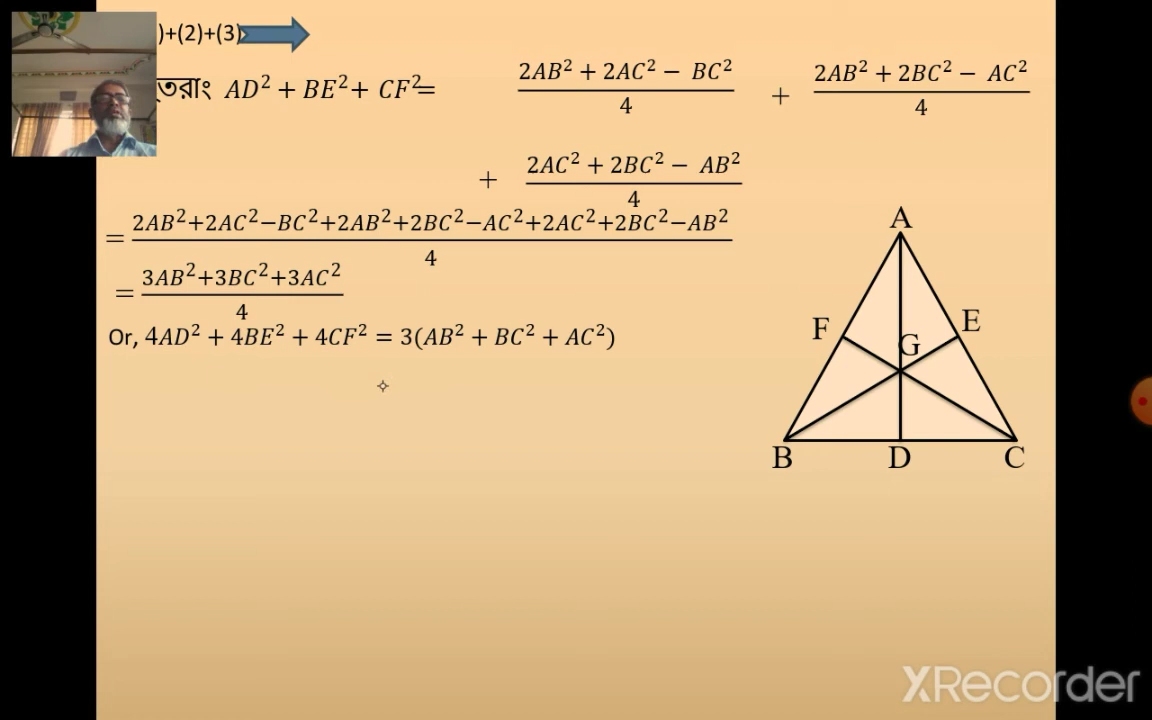 )+(2)+(3)
সুতরাং AD² + BE² + CF² = (2AB² + 2AC² − BC²)/4 + (2AB² + 2BC² − AC²)/4
+ (2AC² + 2BC² − AB²)/4
= (2AB²+2AC²−BC²+2AB²+2BC²−AC²+2AC²+2BC²−AB²)/4
= (3AB²+3BC²+3AC²)/4
Or, 4AD² + 4BE² + 4CF² = 3(AB² + BC² + AC²)
A
F
E
G
B
D
C
XRecorder